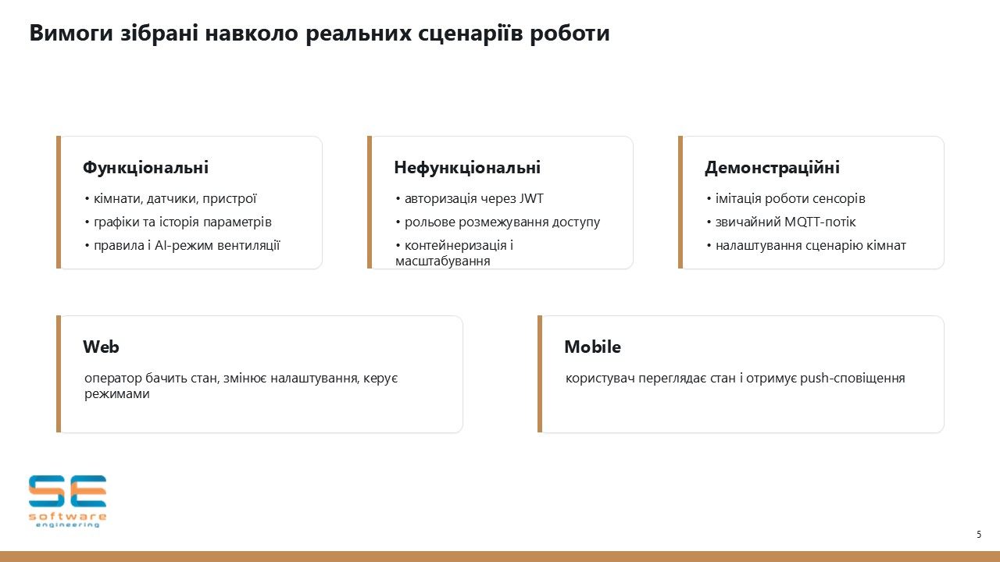 Вимоги зібрані навколо реальних сценаріїв роботи
Функціональні
• кімнати, датчики, пристрої
• графіки та історія параметрів
• правила і AI-режим вентиляції
Нефункціональні
• авторизація через JWT
• рольове розмежування доступу
• контейнеризація і
масштабування
Демонстраційні
• імітація роботи сенсорів
• звичайний MQTT-потік
• налаштування сценарію кімнат
Web
оператор бачить стан, змінює налаштування, керує
режимами
Mobile
користувач переглядає стан і отримує push-сповіщення
SE
software
engineering
5